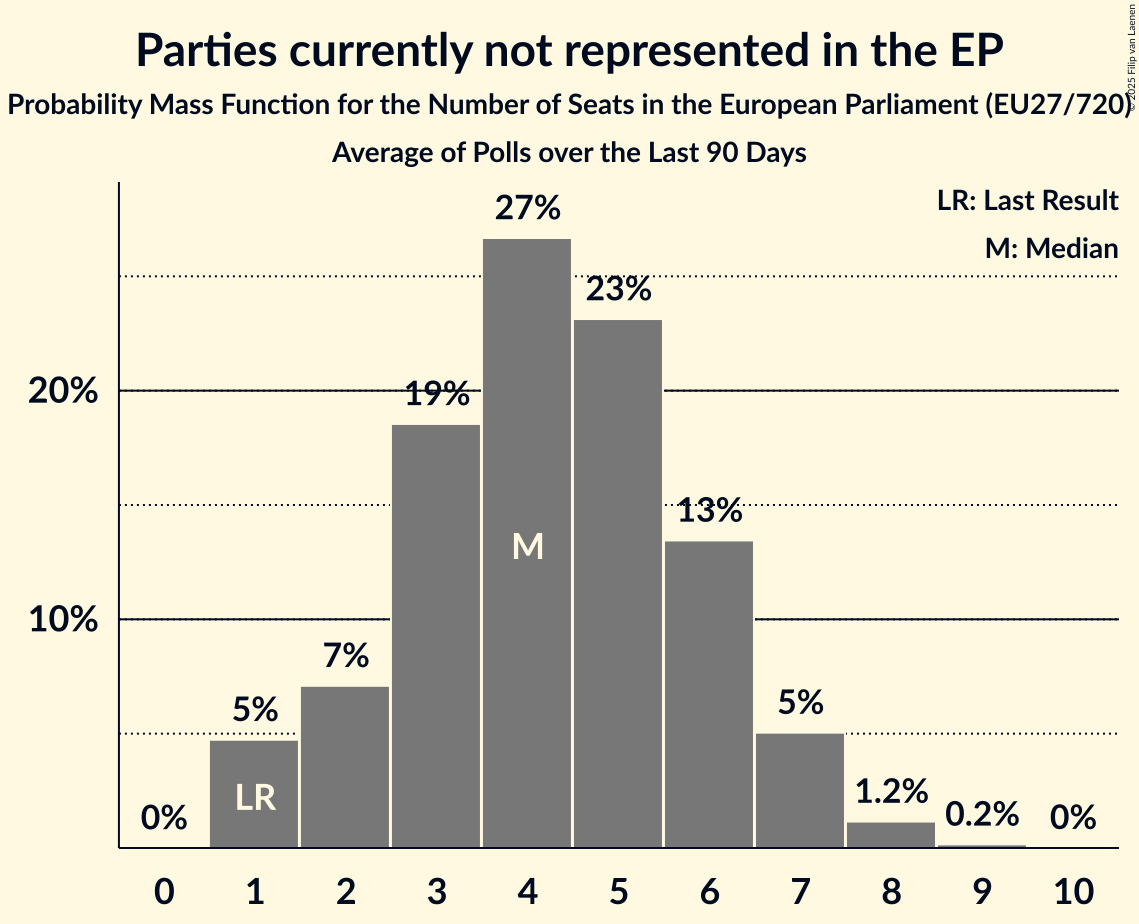 Parties currently not represented in the EP
Probability Mass Function for the Number of Seats in the European Parliament (EU27/720)
Average of Polls over the Last 90 Days
© 2025 Filip van Laenen
LR: Last Result
M: Median
20%
10%
0%
5%
7%
19%
27%
23%
13%
5%
1.2%
0.2%
0%
LR
M
0 1 2 3 4 5 6 7 8 9 10